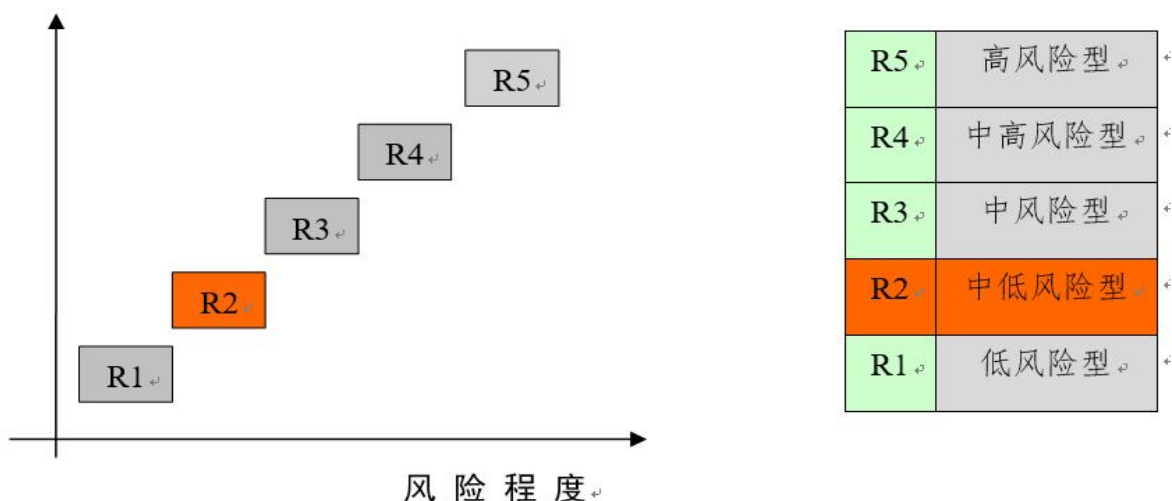 R5
R4
R3
R2
R1
风险程度
R5 高风险型
R4 中高风险型
R3 中风险型
R2 中低风险型
R1 低风险型